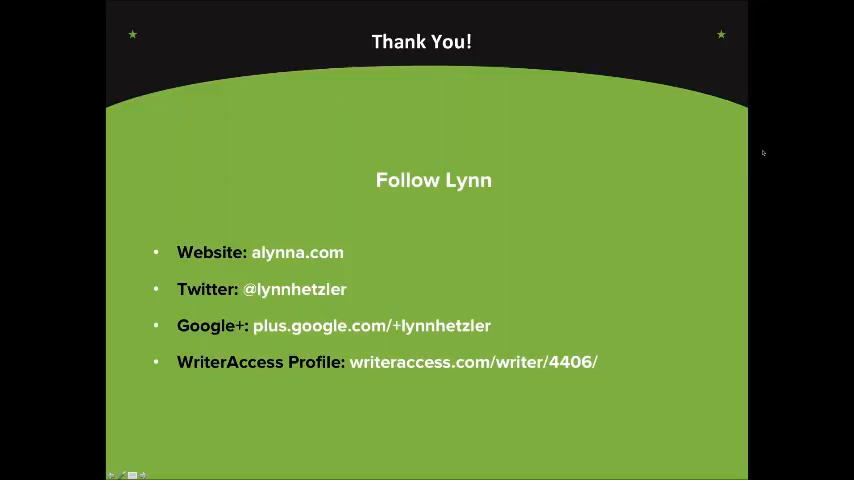 Thank You!
Follow Lynn
• Website: alynna.com
• Twitter: @lynnhetzler
• Google+: plus.google.com/+lynnhetzler
• WriterAccess Profile: writeraccess.com/writer/4406/